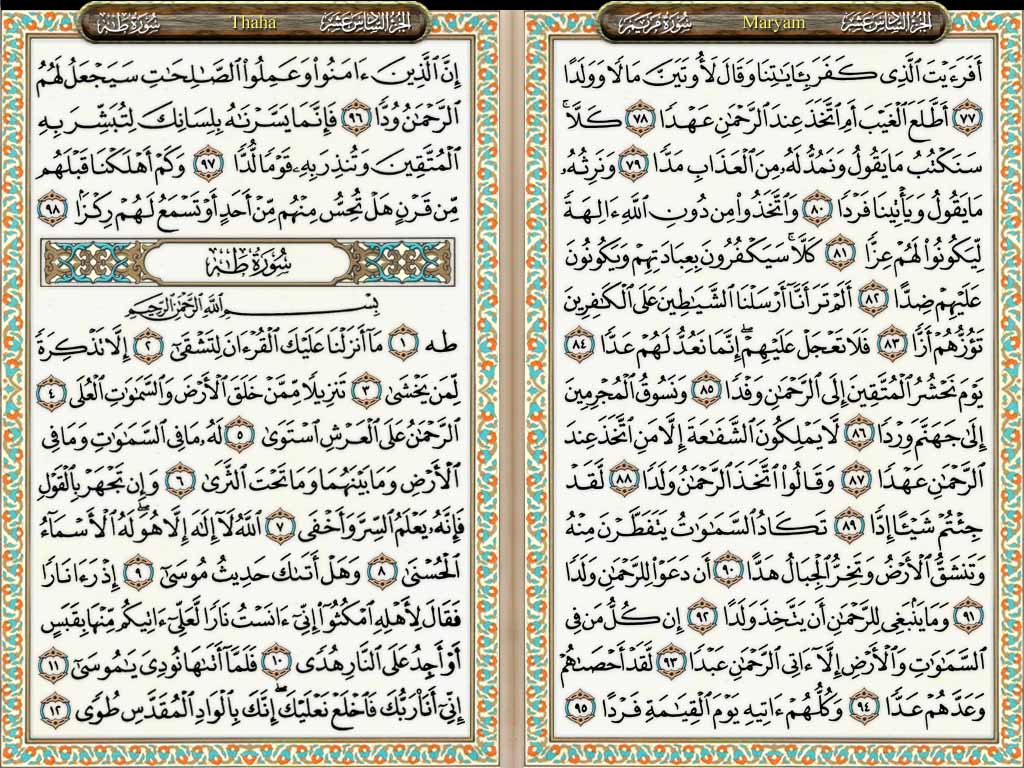 الجزء السادس عشر
Maryam
سورة مريم
أَفَرَءَيْتَ ٱلَّذِى كَفَرَ بِـَٔايَٰتِنَا وَقَالَ لَأُوتَيَنَّ مَالًا وَوَلَدًا
﴿٧٧﴾ أَطَّلَعَ ٱلْغَيْبَ أَمِ ٱتَّخَذَ عِندَ ٱلرَّحْمَٰنِ عَهْدًا ﴿٧٨﴾ كَلَّا ۚ
سَنَكْتُبُ مَا يَقُولُ وَنَمُدُّ لَهُۥ مِنَ ٱلْعَذَابِ مَدًّا ﴿٧٩﴾ وَنَرِثُهُۥ
مَا يَقُولُ وَيَأْتِينَا فَرْدًا ﴿٨٠﴾ وَٱتَّخَذُوا۟ مِن دُونِ ٱللَّهِ ءَالِهَةً
لِّيَكُونُوا۟ لَهُمْ عِزًّا ﴿٨١﴾ كَلَّا ۚ سَيَكْفُرُونَ بِعِبَادَتِهِمْ وَيَكُونُونَ
عَلَيْهِمْ ضِدًّا ﴿٨٢﴾ أَلَمْ تَرَ أَنَّآ أَرْسَلْنَا ٱلشَّيَٰطِينَ عَلَى ٱلْكَٰفِرِينَ
تَؤُزُّهُمْ أَزًّا ﴿٨٣﴾ فَلَا تَعْجَلْ عَلَيْهِمْ ۖ إِنَّمَا نَعُدُّ لَهُمْ عَدًّا ﴿٨٤﴾
يَوْمَ نَحْشُرُ ٱلْمُتَّقِينَ إِلَى ٱلرَّحْمَٰنِ وَفْدًا ﴿٨٥﴾ وَنَسُوقُ ٱلْمُجْرِمِينَ
إِلَىٰ جَهَنَّمَ وِرْدًا ﴿٨٦﴾ لَّا يَمْلِكُونَ ٱلشَّفَٰعَةَ إِلَّا مَنِ ٱتَّخَذَ عِندَ
ٱلرَّحْمَٰنِ عَهْدًا ﴿٨٧﴾ وَقَالُوا۟ ٱتَّخَذَ ٱلرَّحْمَٰنُ وَلَدًا ﴿٨٨﴾ لَّقَدْ
جِئْتُمْ شَيْـًٔا إِدًّا ﴿٨٩﴾ تَكَادُ ٱلسَّمَٰوَٰتُ يَتَفَطَّرْنَ مِنْهُ
وَتَنشَقُّ ٱلْأَرْضُ وَتَخِرُّ ٱلْجِبَالُ هَدًّا ﴿٩٠﴾ أَن دَعَوْا۟ لِلرَّحْمَٰنِ وَلَدًا
﴿٩١﴾ وَمَا يَنۢبَغِى لِلرَّحْمَٰنِ أَن يَتَّخِذَ وَلَدًا ﴿٩٢﴾ إِن كُلُّ مَن فِى
ٱلسَّمَٰوَٰتِ وَٱلْأَرْضِ إِلَّآ ءَاتِى ٱلرَّحْمَٰنِ عَبْدًا ﴿٩٣﴾ لَّقَدْ أَحْصَىٰهُمْ
وَعَدَّهُمْ عَدًّا ﴿٩٤﴾ وَكُلُّهُمْ ءَاتِيهِ يَوْمَ ٱلْقِيَٰمَةِ فَرْدًا ﴿٩٥﴾
الجزء السادس عشر
Thaha
سورة طه
إِنَّ ٱلَّذِينَ ءَامَنُوا۟ وَعَمِلُوا۟ ٱلصَّٰلِحَٰتِ سَيَجْعَلُ لَهُمُ
ٱلرَّحْمَٰنُ وُدًّا ﴿٩٦﴾ فَإِنَّمَا يَسَّرْنَٰهُ بِلِسَانِكَ لِتُبَشِّرَ بِهِ
ٱلْمُتَّقِينَ وَتُنذِرَ بِهِۦ قَوْمًا لُّدًّا ﴿٩٧﴾ وَكَمْ أَهْلَكْنَا قَبْلَهُم
مِّن قَرْنٍ هَلْ تُحِسُّ مِنْهُم مِّنْ أَحَدٍ أَوْ تَسْمَعُ لَهُمْ رِكْزًۢا ﴿٩٨﴾
سورة طه
بِسْمِ ٱللَّهِ ٱلرَّحْمَٰنِ ٱلرَّحِيمِ
طه ﴿١﴾ مَآ أَنزَلْنَا عَلَيْكَ ٱلْقُرْءَانَ لِتَشْقَىٰٓ ﴿٢﴾ إِلَّا تَذْكِرَةً
لِّمَن يَخْشَىٰ ﴿٣﴾ تَنزِيلًا مِّمَّنْ خَلَقَ ٱلْأَرْضَ وَٱلسَّمَٰوَٰتِ ٱلْعُلَى ﴿٤﴾
ٱلرَّحْمَٰنُ عَلَى ٱلْعَرْشِ ٱسْتَوَىٰ ﴿٥﴾ لَهُۥ مَا فِى ٱلسَّمَٰوَٰتِ وَمَا فِى
ٱلْأَرْضِ وَمَا بَيْنَهُمَا وَمَا تَحْتَ ٱلثَّرَىٰ ﴿٦﴾ وَإِن تَجْهَرْ بِٱلْقَوْلِ
فَإِنَّهُۥ يَعْلَمُ ٱلسِّرَّ وَأَخْفَى ﴿٧﴾ ٱللَّهُ لَآ إِلَٰهَ إِلَّا هُوَ ۖ لَهُ ٱلْأَسْمَآءُ
ٱلْحُسْنَىٰ ﴿٨﴾ وَهَلْ أَتَىٰكَ حَدِيثُ مُوسَىٰٓ ﴿٩﴾ إِذْ رَءَا نَارًا
فَقَالَ لِأَهْلِهِ ٱمْكُثُوٓا۟ إِنِّىٓ ءَانَسْتُ نَارًا لَّعَلِّىٓ ءَاتِيكُم مِّنْهَا بِقَبَسٍ
أَوْ أَجِدُ عَلَى ٱلنَّارِ هُدًى ﴿١٠﴾ فَلَمَّآ أَتَىٰهَا نُودِىَ يَٰمُوسَىٰٓ ﴿١١﴾
إِنِّىٓ أَنَا۠ رَبُّكَ فَٱخْلَعْ نَعْلَيْكَ ۖ إِنَّكَ بِٱلْوَادِ ٱلْمُقَدَّسِ طُوًى ﴿١٢﴾